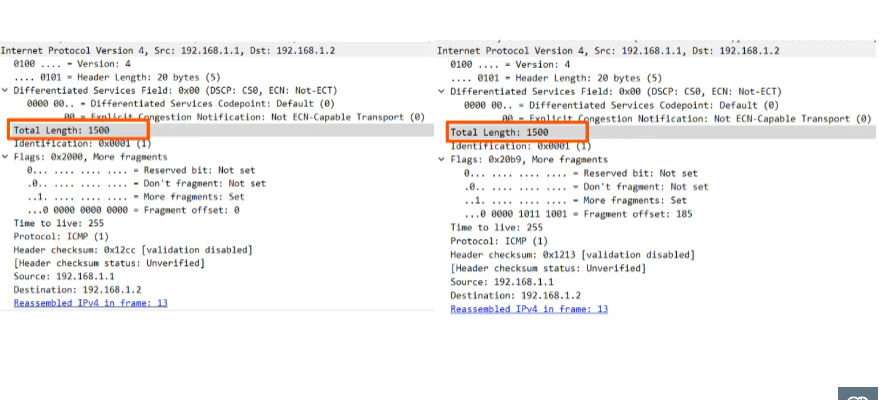 Internet Protocol Version 4, Src: 192.168.1.1, Dst: 192.168.1.2
0100 .... = Version: 4
.... 0101 = Header Length: 20 bytes (5)
Differentiated Services Field: 0x00 (DSCP: CS0, ECN: Not-ECT)
0000 00.. = Differentiated Services Codepoint: Default (0)
00 = Explicit Congestion Notification: Not ECN-Capable Transport (0)
Total Length: 1500
Identification: 0x0001 (1)
Flags: 0x2000, More fragments
0... .... .... .... = Reserved bit: Not set
.0.. .... .... .... = Don't fragment: Not set
..1. .... .... .... = More fragments: Set
...0 0000 0000 0000 = Fragment offset: 0
Time to live: 255
Protocol: ICMP (1)
Header checksum: 0x12cc [validation disabled]
[Header checksum status: Unverified]
Source: 192.168.1.1
Destination: 192.168.1.2
Reassembled IPv4 in frame: 13
Internet Protocol Version 4, Src: 192.168.1.1, Dst: 192.168.1.2
0100 .... = Version: 4
.... 0101 = Header Length: 20 bytes (5)
Differentiated Services Field: 0x00 (DSCP: CS0, ECN: Not-ECT)
0000 00.. = Differentiated Services Codepoint: Default (0)
00 = Explicit Congestion Notification: Not ECN-Capable Transport (0)
Total Length: 1500
Identification: 0x0001 (1)
Flags: 0x20b9, More fragments
0... .... .... .... = Reserved bit: Not set
.0.. .... .... .... = Don't fragment: Not set
..1. .... .... .... = More fragments: Set
...0 0000 1011 1001 = Fragment offset: 185
Time to live: 255
Protocol: ICMP (1)
Header checksum: 0x1213 [validation disabled]
[Header checksum status: Unverified]
Source: 192.168.1.1
Destination: 192.168.1.2
Reassembled IPv4 in frame: 13